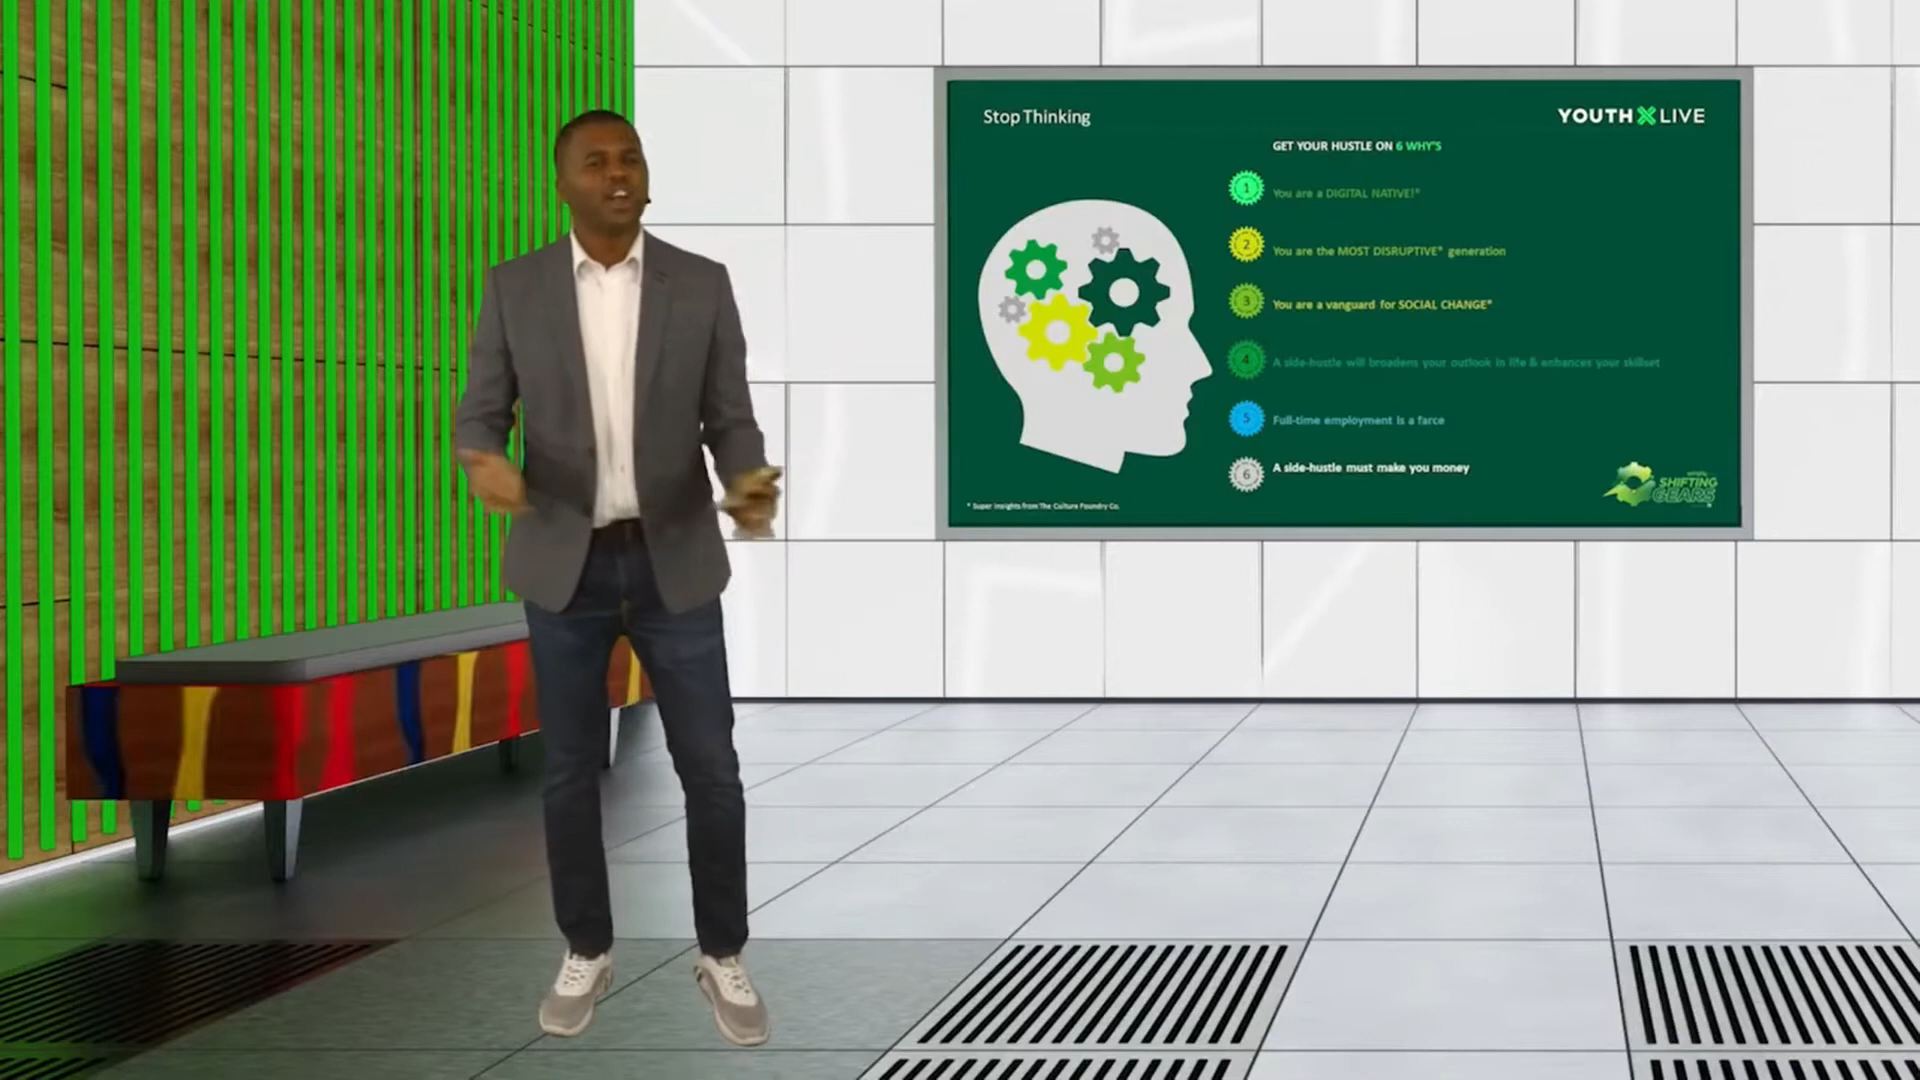 Stop Thinking
YOUTH X LIVE
GET YOUR HUSTLE ON 6 WHY'S
1 You are a DIGITAL NATIVE!*
2 You are the MOST DISRUPTIVE* generation
3 You are a vanguard for SOCIAL CHANGE*
4 A side-hustle will broadens your outlook in life & enhances your skillset
5 Full-time employment is a farce
6 A side-hustle must make you money
SHIFTING
GEARS
* Super insights from The Culture Foundry Co.